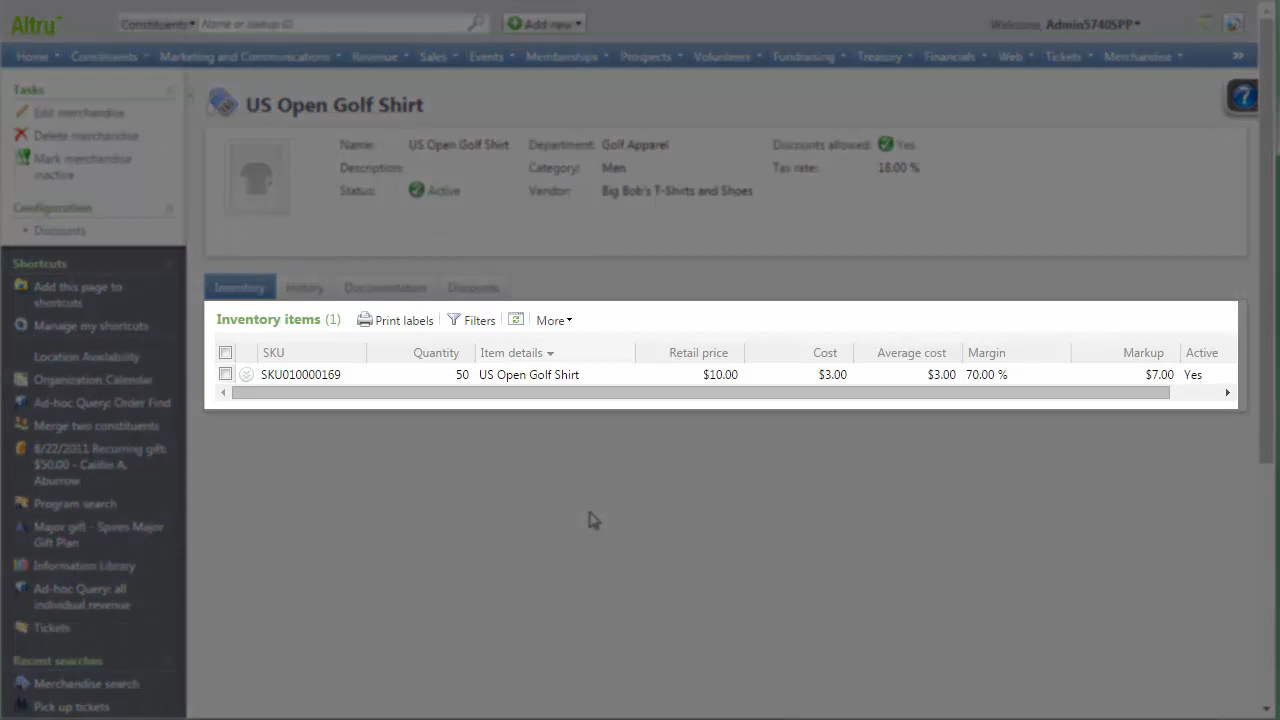 Altru
Constituents Name or lookup ID Add new Welcome, Admin5740SPP
Home Constituents Marketing and Communications Revenue Sales Events Memberships Prospects Volunteers Fundraising Treasury Financials Web Tickets Merchandise »
Tasks
Edit merchandise
Delete merchandise
Mark merchandise
inactive
Configuration
Discounts
Shortcuts
Add this page to
shortcuts
Manage my shortcuts
Location Availability
Organization Calendar
Ad-hoc Query: Order Find
Merge two constituents
8/22/2011 Recurring gift:
$50.00 - Caitlin A.
Aburrow
Program search
Major gift - Spires Major
Gift Plan
Information Library
Ad-hoc Query: all
individual revenue
Tickets
Recent searches
Merchandise search
Pick up tickets
US Open Golf Shirt
Name: US Open Golf Shirt Department: Golf Apparel Discounts allowed: Yes
Description: Category: Men Tax rate: 18.00 %
Status: Active Vendor: Big Bob's T-Shirts and Shoes
Inventory History Documentation Discounts
Inventory items (1) Print labels Filters More
SKU Quantity Item details Retail price Cost Average cost Margin Markup Active
SKU010000169 50 US Open Golf Shirt $10.00 $3.00 $3.00 70.00 % $7.00 Yes